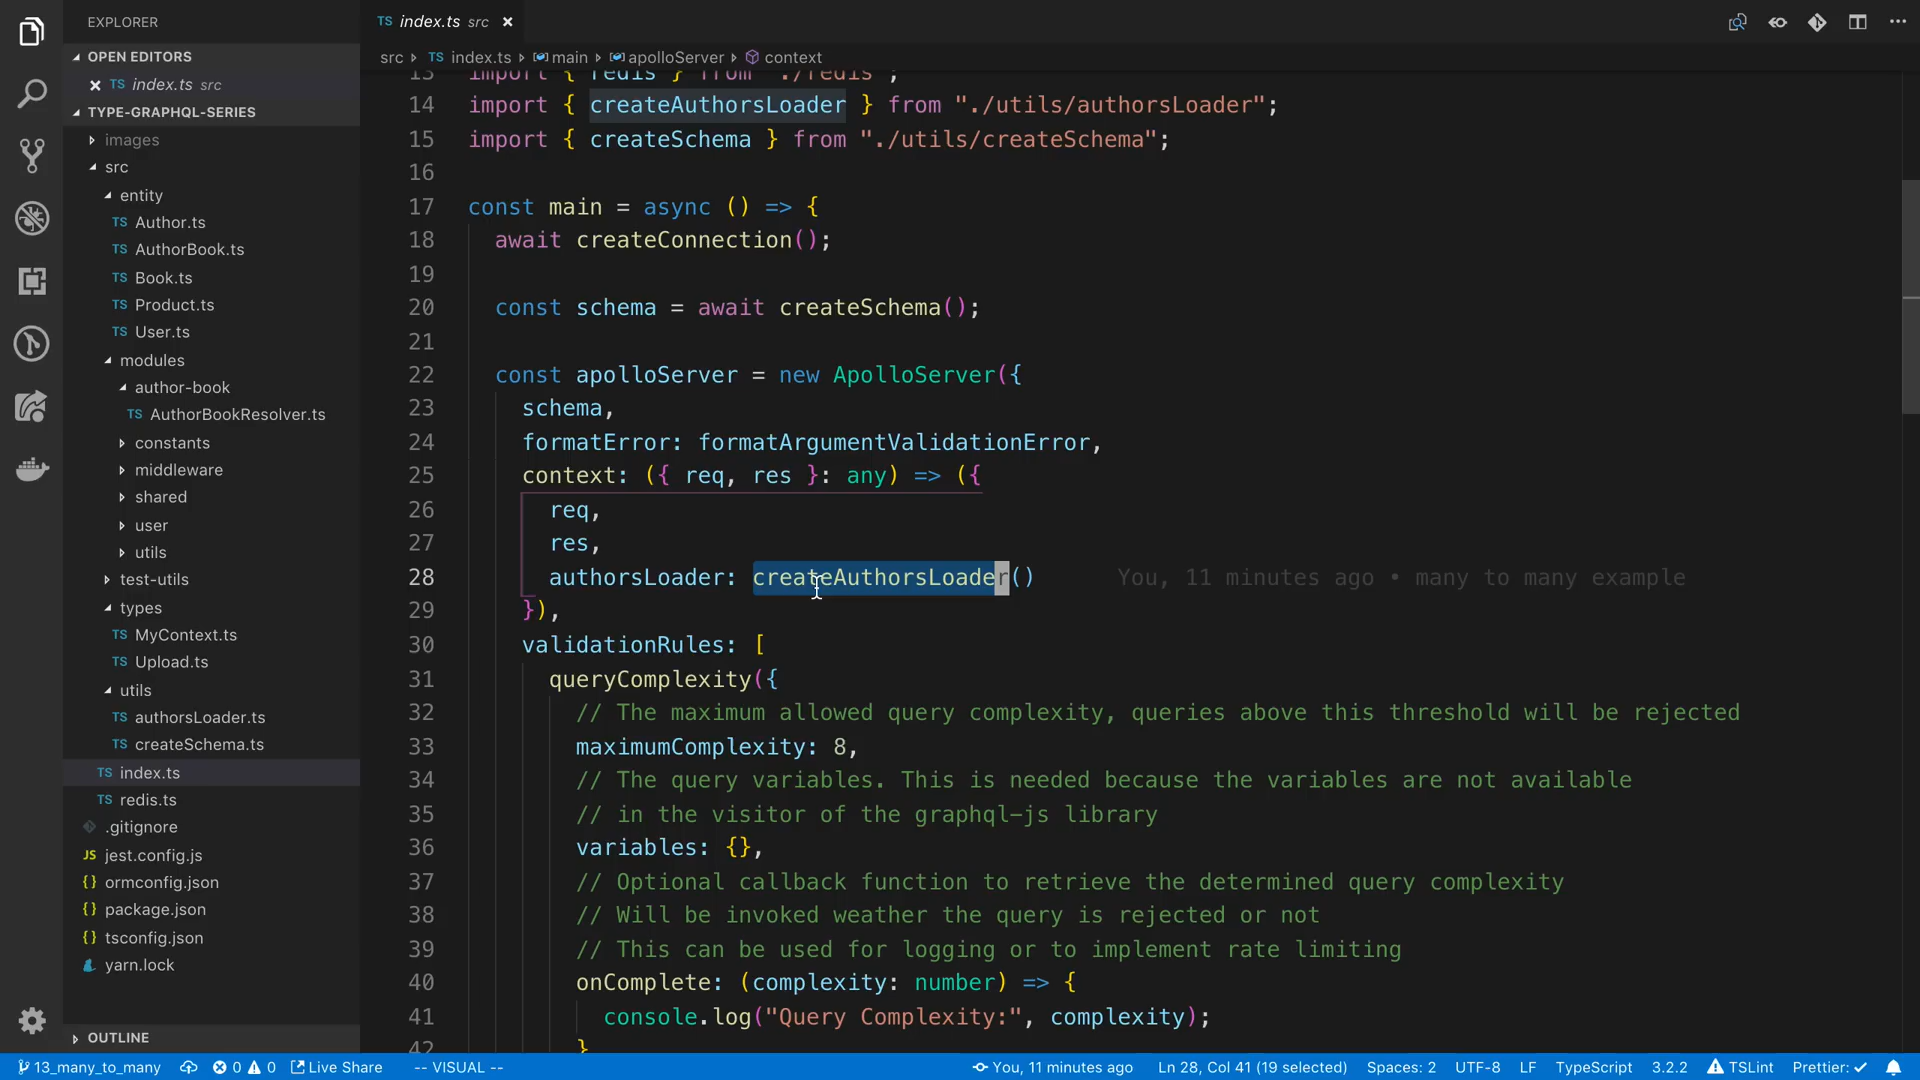 EXPLORER
OPEN EDITORS
TS index.ts src
TYPE-GRAPHQL-SERIES
images
src
entity
TS Author.ts
TS AuthorBook.ts
TS Book.ts
TS Product.ts
TS User.ts
modules
author-book
TS AuthorBookResolver.ts
constants
middleware
shared
user
utils
test-utils
types
TS MyContext.ts
TS Upload.ts
utils
TS authorsLoader.ts
TS createSchema.ts
TS index.ts
TS redis.ts
.gitignore
JS jest.config.js
{} ormconfig.json
{} package.json
{} tsconfig.json
yarn.lock
OUTLINE
TS index.ts src
src TS index.ts main apolloServer context
13 import { redis } from "./redis";
14 import { createAuthorsLoader } from "./utils/authorsLoader";
15 import { createSchema } from "./utils/createSchema";
16
17 const main = async () => {
18 await createConnection();
19
20 const schema = await createSchema();
21
22 const apolloServer = new ApolloServer({
23 schema,
24 formatError: formatArgumentValidationError,
25 context: ({ req, res }: any) => ({
26 req,
27 res,
28 authorsLoader: createAuthorsLoader() You, 11 minutes ago • many to many example
29 }),
30 validationRules: [
31 queryComplexity({
32 // The maximum allowed query complexity, queries above this threshold will be rejected
33 maximumComplexity: 8,
34 // The query variables. This is needed because the variables are not available
35 // in the visitor of the graphql-js library
36 variables: {},
37 // Optional callback function to retrieve the determined query complexity
38 // Will be invoked weather the query is rejected or not
39 // This can be used for logging or to implement rate limiting
40 onComplete: (complexity: number) => {
41 console.log("Query Complexity:", complexity);
42 }
13_many_to_many 0 0 Live Share -- VISUAL -- You, 11 minutes ago Ln 28, Col 41 (19 selected) Spaces: 2 UTF-8 LF TypeScript 3.2.2 TSLint Prettier: ✓